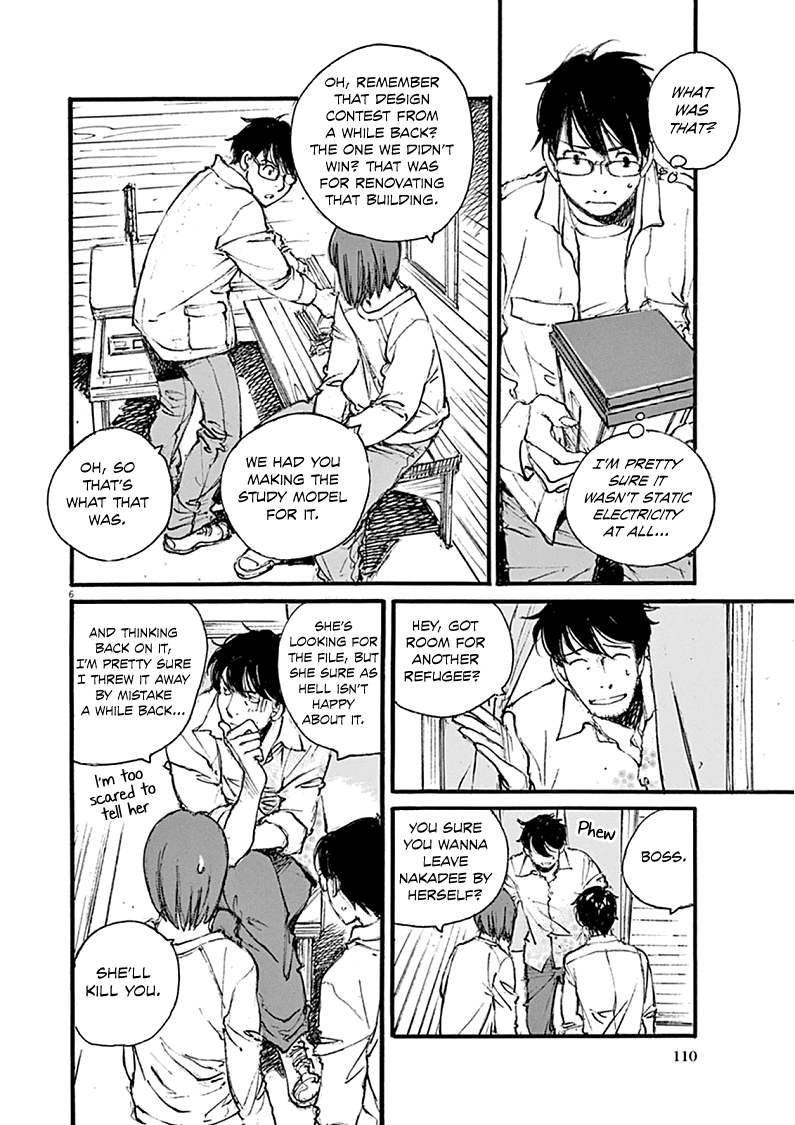 WHAT
WAS
THAT?
I'M PRETTY
SURE IT
WASN'T STATIC
ELECTRICITY
AT ALL...
OH, REMEMBER
THAT DESIGN
CONTEST FROM
A WHILE BACK?
THE ONE WE DIDN'T
WIN? THAT WAS
FOR RENOVATING
THAT BUILDING.
WE HAD YOU
MAKING THE
STUDY MODEL
FOR IT.
OH, SO
THAT'S
WHAT THAT
WAS.
6
HEY, GOT
ROOM FOR
ANOTHER
REFUGEE?
Phew
BOSS.
YOU SURE
YOU WANNA
LEAVE
NAKADEE BY
HERSELF?
SHE'S
LOOKING FOR
THE FILE, BUT
SHE SURE AS
HELL ISN'T
HAPPY
ABOUT IT.
AND THINKING
BACK ON IT,
I'M PRETTY SURE
I THREW IT AWAY
BY MISTAKE
A WHILE BACK...
I'm too
scared to
tell her
SHE'LL
KILL YOU.
110